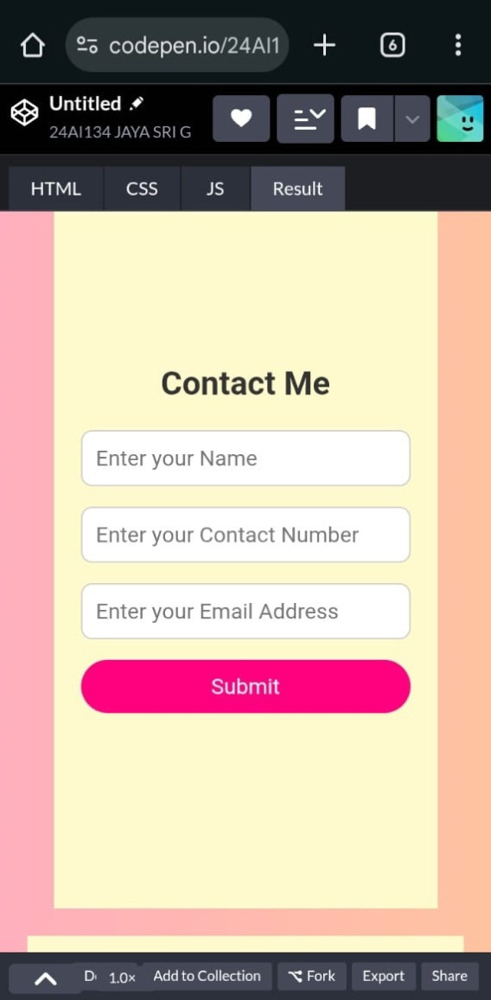 codepen.io/24AI1
6
Untitled
24AI134 JAYA SRI G
HTML CSS JS Result
Contact Me
Enter your Name
Enter your Contact Number
Enter your Email Address
Submit
1.0× Add to Collection Fork Export Share